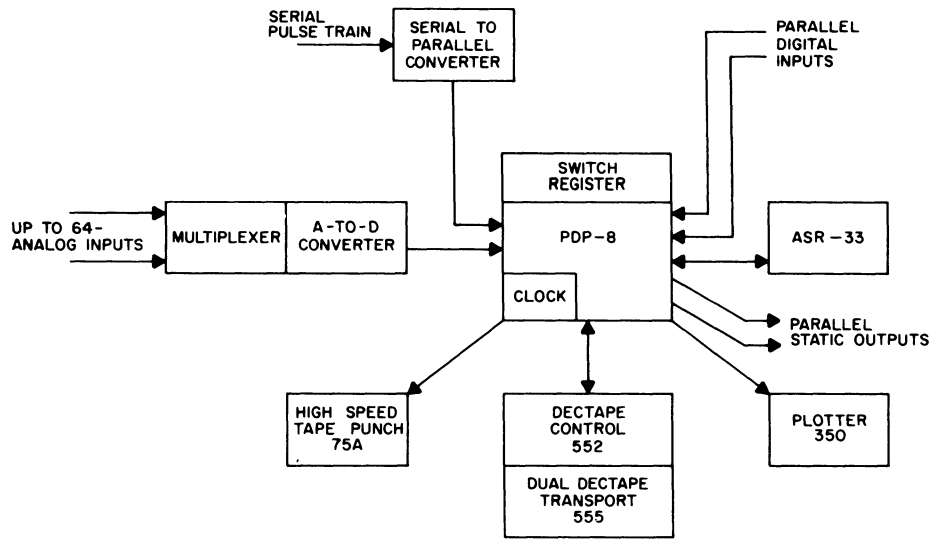 SERIAL
PULSE TRAIN
SERIAL TO
PARALLEL
CONVERTER
PARALLEL
DIGITAL
INPUTS
SWITCH
REGISTER
UP TO 64-
ANALOG INPUTS
MULTIPLEXER
A-TO-D
CONVERTER
PDP-8
ASR-33
CLOCK
PARALLEL
STATIC OUTPUTS
HIGH SPEED
TAPE PUNCH
75A
DECTAPE
CONTROL
552
PLOTTER
350
DUAL DECTAPE
TRANSPORT
555